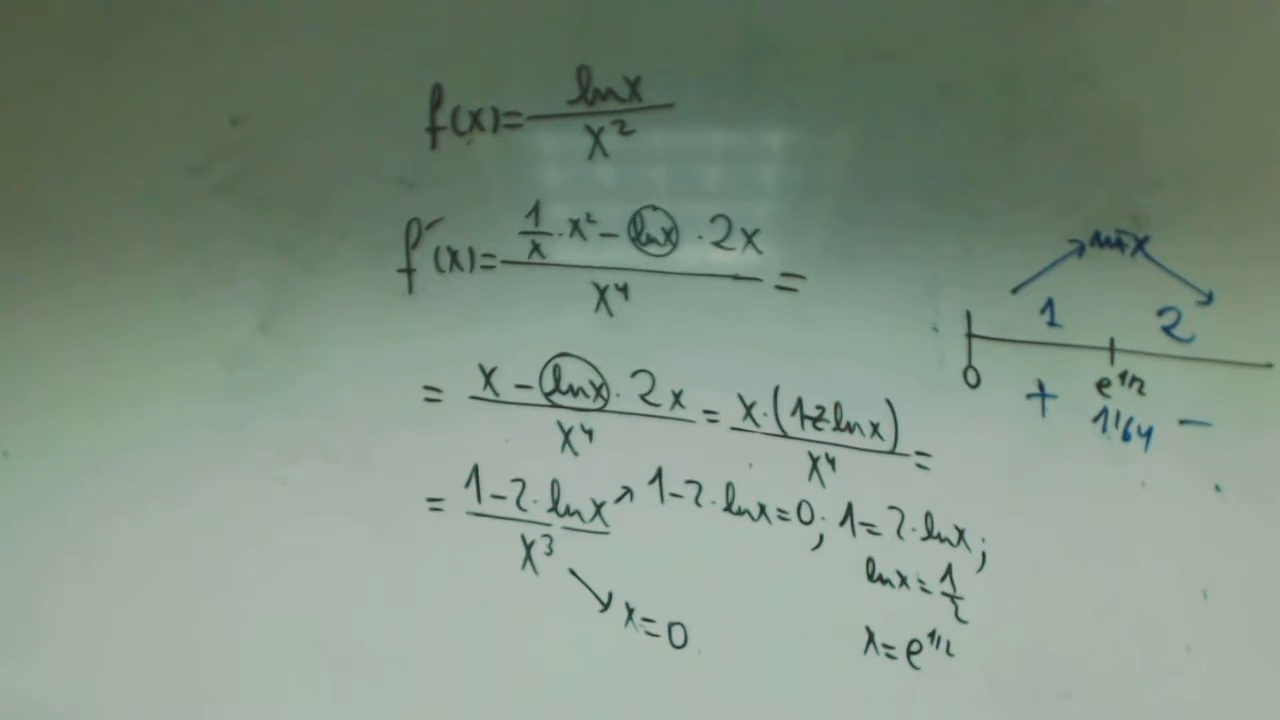 f(x)= lnx / x²
f'(x)= (1/x · x² - lnx · 2x) / x⁴ =
= (x - lnx · 2x) / x⁴ = x·(1-2lnx) / x⁴ =
= (1-2·lnx) / x³ ↗ 1-2·lnx=0; 1=2·lnx;
lnx = 1/2
↘ x=0
x=e^1/2
max
1 2
0 e^1/2
+ 1'64 -